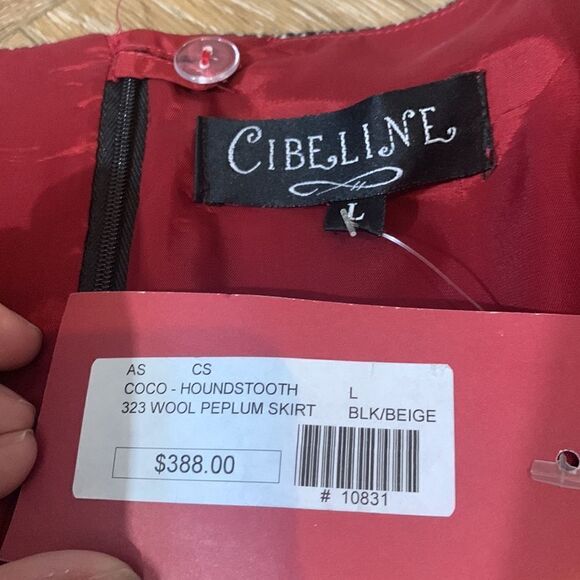 CIBELINE
L
AS CS
COCO - HOUNDSTOOTH L
323 WOOL PEPLUM SKIRT BLK/BEIGE
$388.00
# 10831